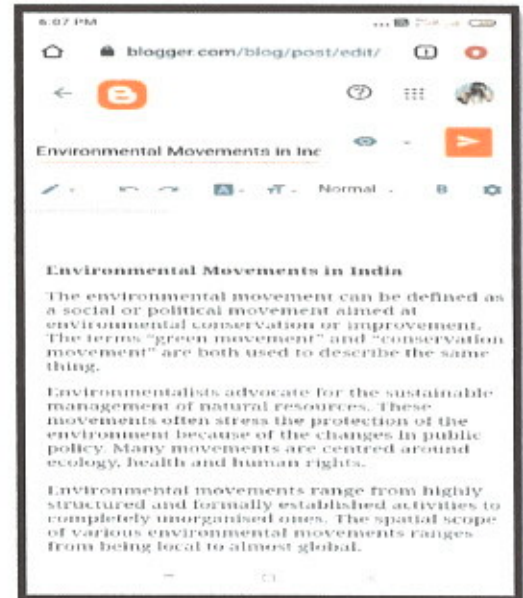 6:07 PM
blogger.com/blog/post/edit/
Environmental Movements in Inc
Normal
B
Environmental Movements in India
The environmental movement can be defined as
a social or political movement aimed at
environmental conservation or improvement.
The terms "green movement" and "conservation
movement" are both used to describe the same
thing.
Environmentalists advocate for the sustainable
management of natural resources. These
movements often stress the protection of the
environment because of the changes in public
policy. Many movements are centred around
ecology, health and human rights.
Environmental movements range from highly
structured and formally established activities to
completely unorganised ones. The spatial scope
of various environmental movements ranges
from being local to almost global.